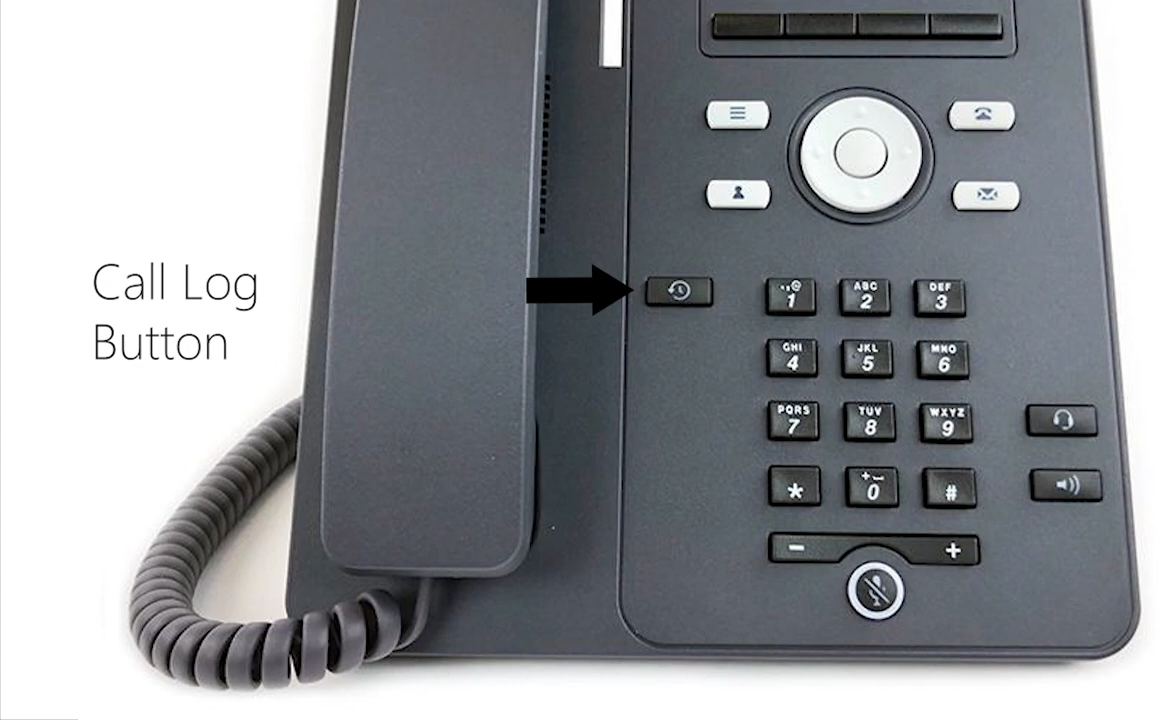 Call Log
Button
.,@ ABC DEF
1 2 3
GHI JKL MNO
4 5 6
PQRS TUV WXYZ
7 8 9
+
* 0 #
- +